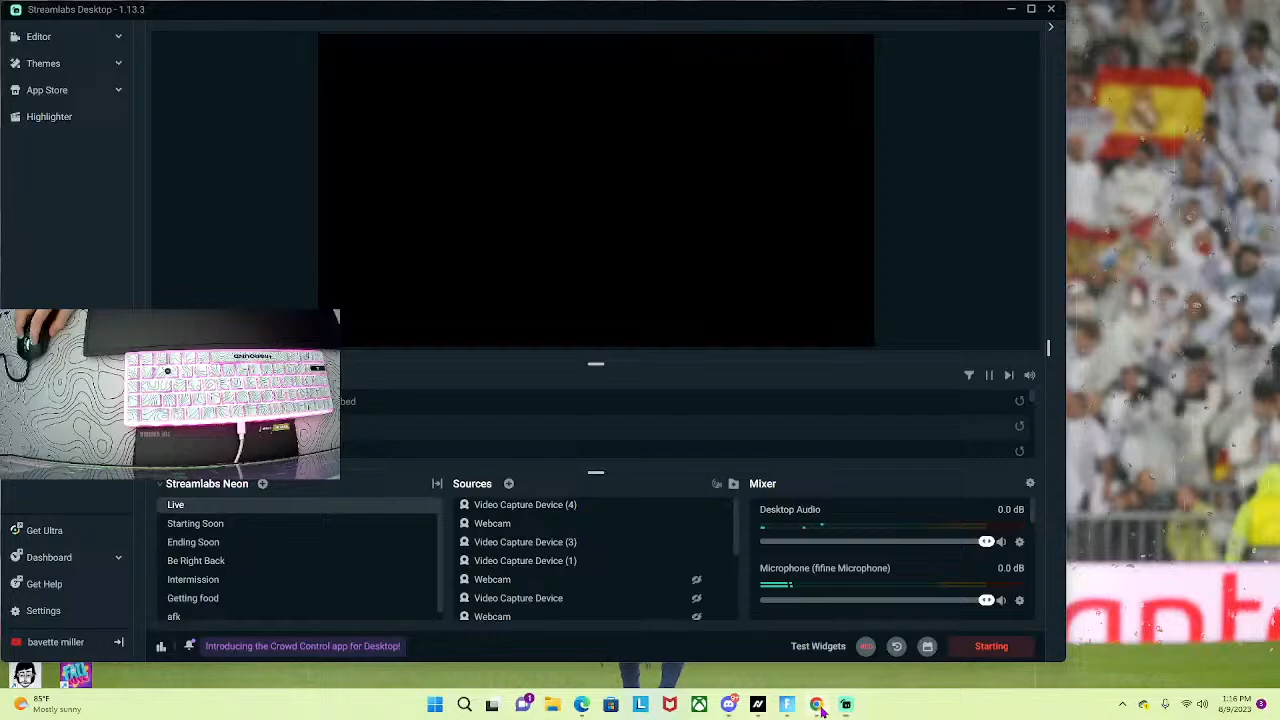 Streamlabs Desktop - 1.13.3
Editor
Themes
App Store
Highlighter
bed
Streamlabs Neon
Live
Starting Soon
Ending Soon
Be Right Back
Intermission
Getting food
afk
Sources
Video Capture Device (4)
Webcam
Video Capture Device (3)
Video Capture Device (1)
Webcam
Video Capture Device
Webcam
Mixer
Desktop Audio 0.0 dB
Microphone (fifine Microphone) 0.0 dB
Get Ultra
Dashboard
Get Help
Settings
bavette miller
Introducing the Crowd Control app for Desktop!
Test Widgets
REC
Starting
85°F
Mostly sunny
1:16 PM
8/9/2023